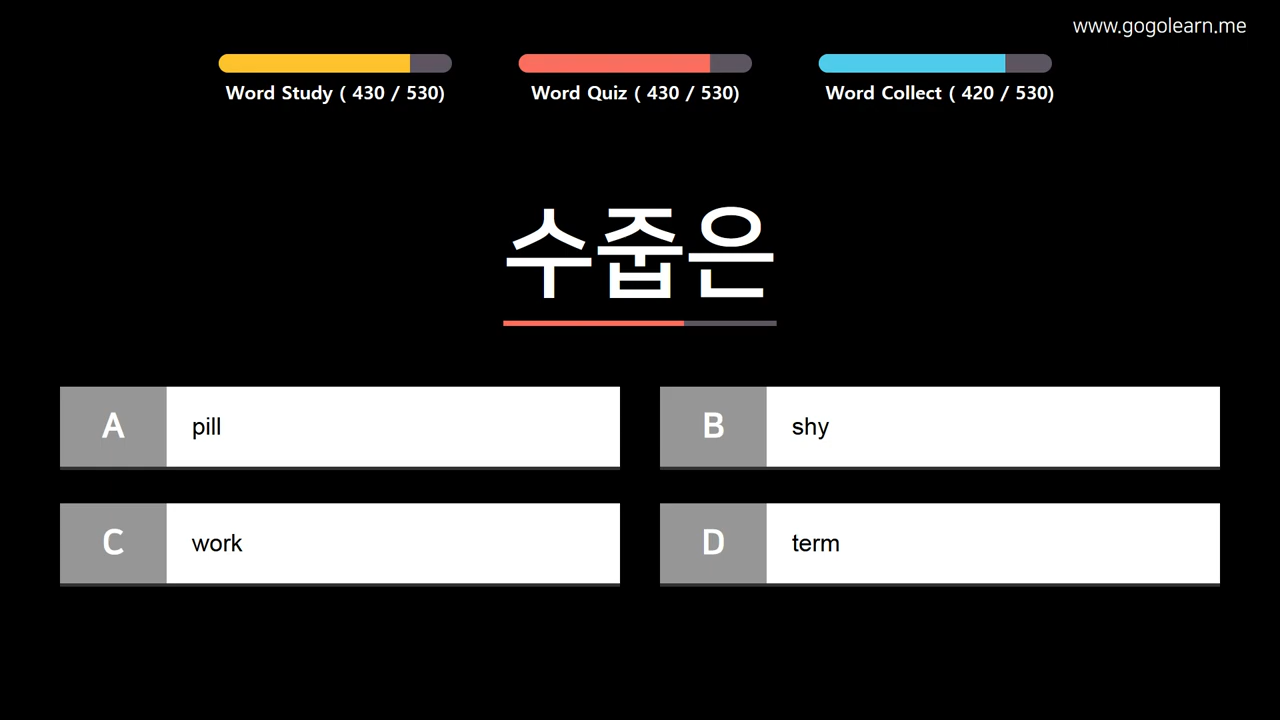 www.gogolearn.me
Word Study ( 430 / 530)
Word Quiz ( 430 / 530)
Word Collect ( 420 / 530)
수줍은
A pill
B shy
C work
D term